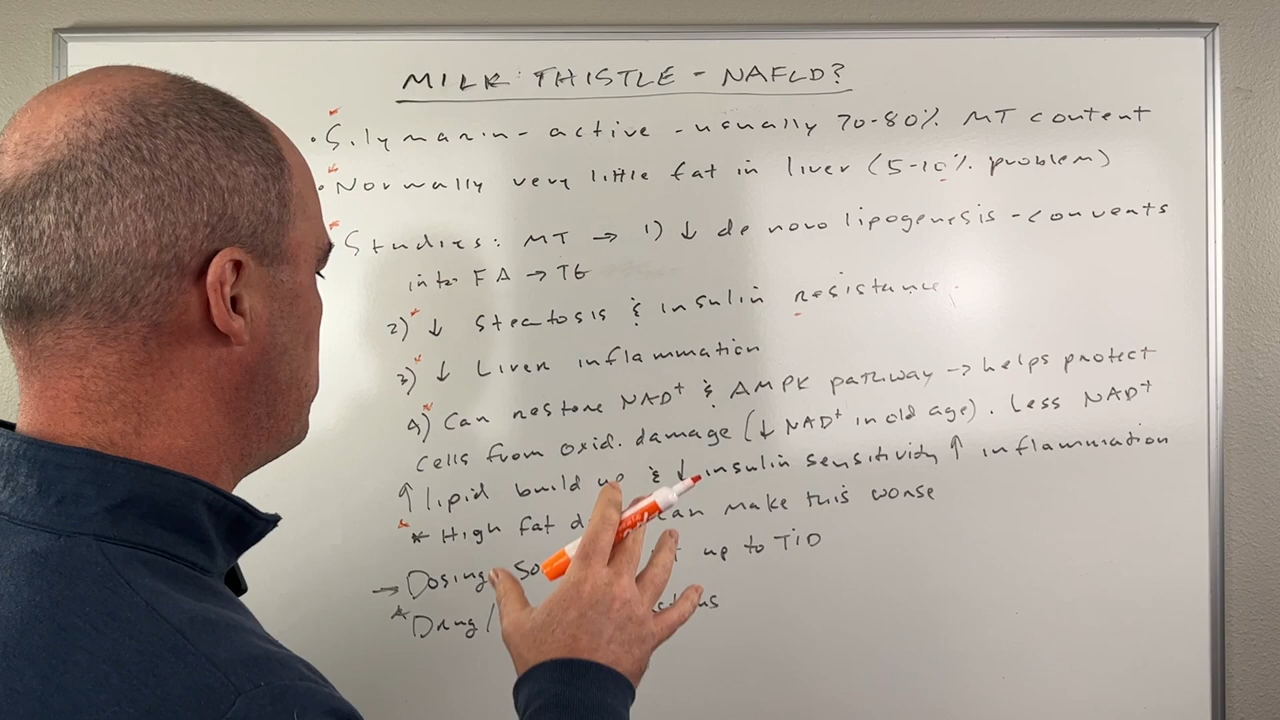 MILK THISTLE - NAFLD?
• Silymarin - active - usually 70-80% MT content
• Normally very little fat in liver (5-10% problem)
Studies: MT → 1) ↓ de novo lipogenesis - convents
into FA → TG
2) ↓ Steatosis & insulin resistance.
3) ↓ Liver inflammation
4) Can restore NAD+ & AMPK pathway → helps protect
cells from oxid. damage (↓ NAD+ in old age). Less NAD+
↑ lipid build up & ↓ insulin sensitivity ↑ inflammation
* High fat can make this worse
→ Dosing up to TID
* Drug/